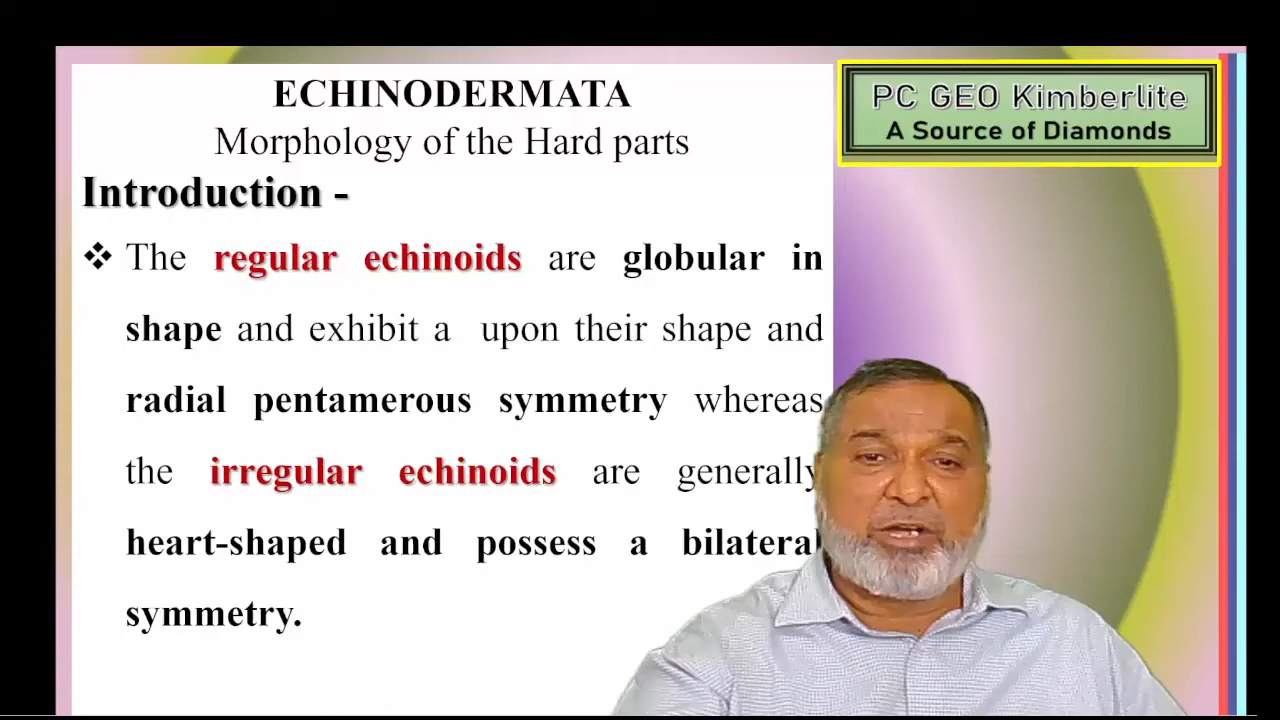 ECHINODERMATA
Morphology of the Hard parts
PC GEO Kimberlite
A Source of Diamonds
Introduction -
❖ The regular echinoids are globular in
shape and exhibit a upon their shape and
radial pentamerous symmetry whereas
the irregular echinoids are generally
heart-shaped and possess a bilateral
symmetry.